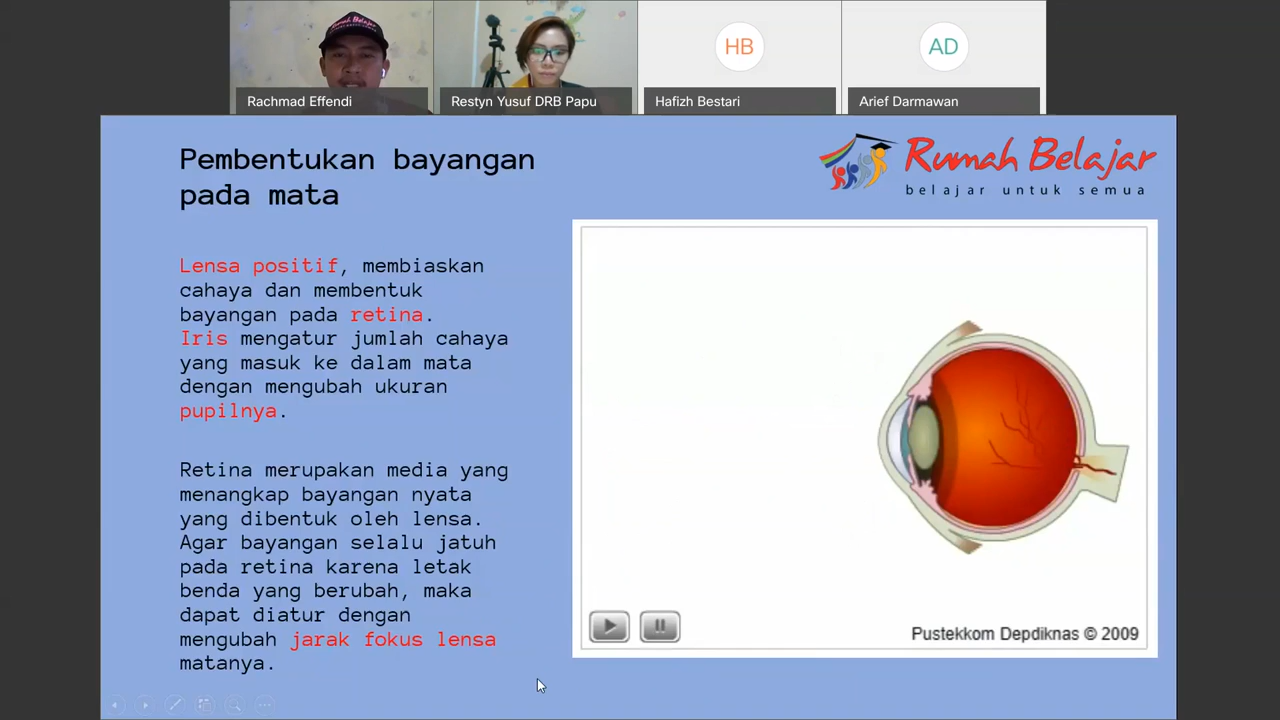 Rumah Belajar
HB
AD
Rachmad Effendi
Restyn Yusuf DRB Papu
Hafizh Bestari
Arief Darmawan
Pembentukan bayangan
pada mata
Rumah Belajar
belajar untuk semua
Lensa positif, membiaskan
cahaya dan membentuk
bayangan pada retina.
Iris mengatur jumlah cahaya
yang masuk ke dalam mata
dengan mengubah ukuran
pupilnya.
Retina merupakan media yang
menangkap bayangan nyata
yang dibentuk oleh lensa.
Agar bayangan selalu jatuh
pada retina karena letak
benda yang berubah, maka
dapat diatur dengan
mengubah jarak fokus lensa
matanya.
Pustekkom Depdiknas © 2009